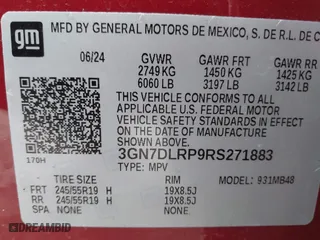 gm
MFD BY GENERAL MOTORS DE MEXICO, S. DE R.L. DE C
06/24 GVWR GAWR FRT GAWR RR
2749 KG 1450 KG 1425 KG
6060 LB 3197 LB 3142 LB
THIS VEHICLE CONFORMS TO ALL
APPLICABLE U.S. FEDERAL MOTOR
VEHICLE SAFETY AND THEFT
PREVENTION STANDARDS IN EFFECT
ON THE DATE OF MANUFACTURE
SHOWN ABOVE.
170H
3GN7DLRP9RS271883
TYPE: MPV MODEL: 931MB48
TIRE SIZE RIM
FRT 245/55R19 H 19X8.5J
RR 245/55R19 H 19X8.5J
SPA NONE NONE
DREAMBID